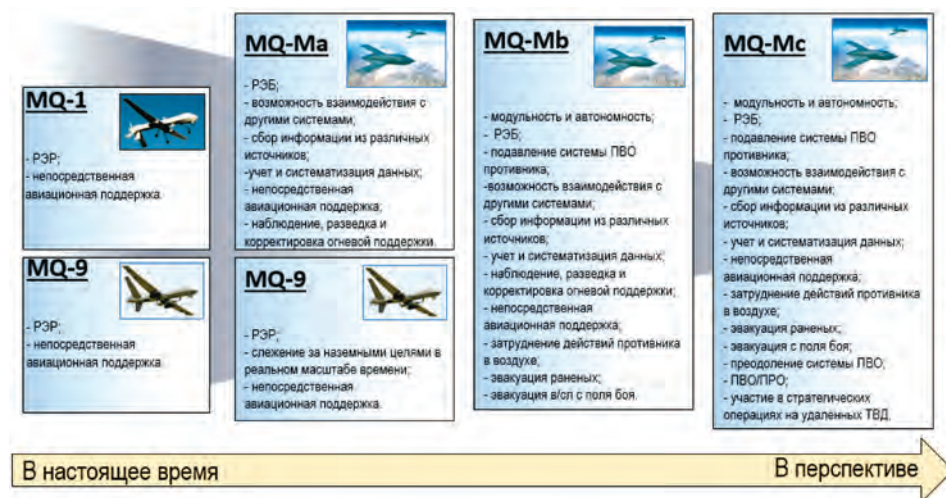 MQ-1
- РЭР;
- непосредственная
авиационная поддержка.
MQ-9
- РЭР;
- непосредственная
авиационная поддержка.
MQ-Ma
- РЭБ;
- возможность взаимодействия с
другими системами;
- сбор информации из различных
источников;
-учет и систематизация данных;
- непосредственная
авиационная поддержка;
- наблюдение, разведка и
корректировка огневой поддержки.
MQ-9
- РЭР;
- слежение за наземными целями в
реальном масштабе времени;
- непосредственная
авиационная поддержка.
MQ-Mb
- модульность и автономность;
- РЭБ;
- подавление системы ПВО
противника;
-возможность взаимодействия с
другими системами;
- сбор информации из различных
источников;
- учет и систематизация данных;
- наблюдение, разведка и
корректировка огневой поддержки;
- непосредственная
авиационная поддержка;
- затруднение действий противника
в воздухе;
- эвакуация раненых;
- эвакуация в/сл с поля боя.
MQ-Mc
- модульность и автономность;
- РЭБ;
- подавление системы ПВО
противника;
- возможность взаимодействия с
другими системами;
- сбор информации из различных
источников;
- учет и систематизация данных;
- непосредственная
авиационная поддержка;
- затруднение действий противника
в воздухе;
- эвакуация раненых;
- эвакуация с поля боя;
- преодоление системы ПВО;
- ПВО/ПРО;
- участие в стратегических
операциях на удаленных ТВД.
В настоящее время
В перспективе